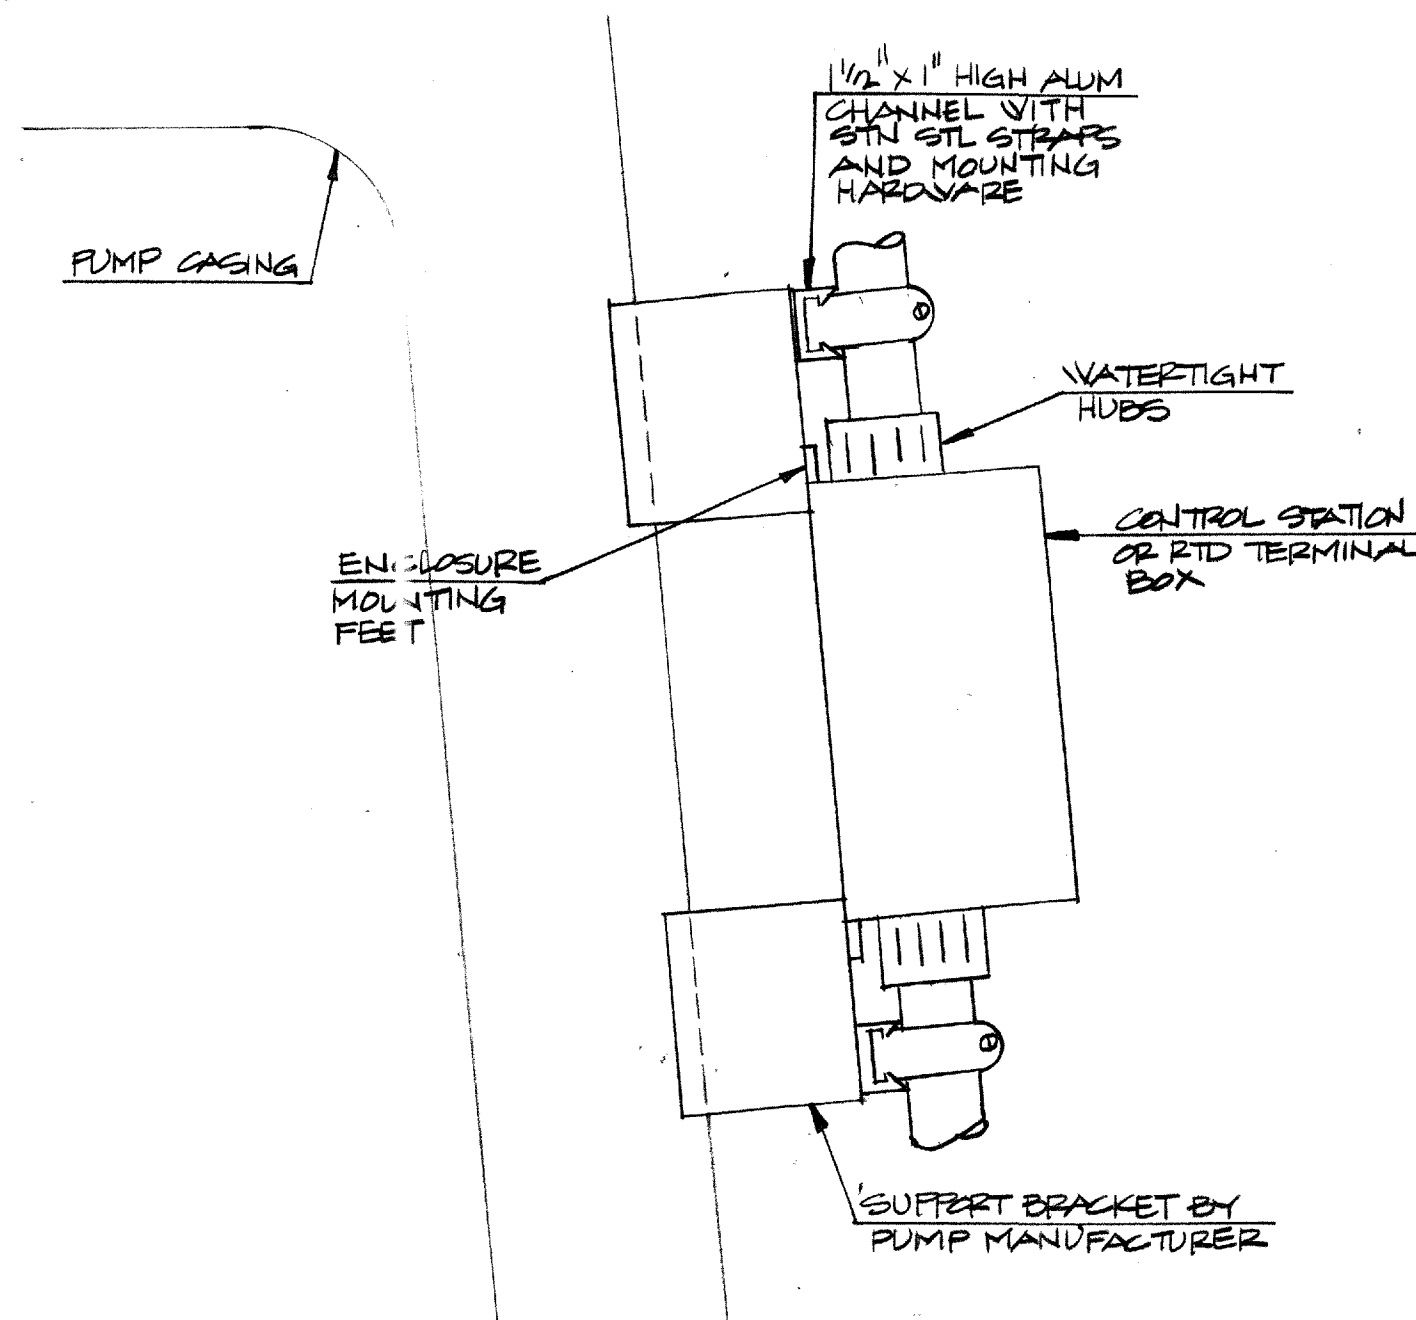 1 1/2" X 1" HIGH ALUM
CHANNEL WITH
STN STL STRAPS
AND MOUNTING
HARDWARE
PUMP CASING
WATERTIGHT
HUBS
CONTROL STATION
OR RTD TERMINAL
BOX
ENCLOSURE
MOUNTING
FEET
SUPPORT BRACKET BY
PUMP MANUFACTURER